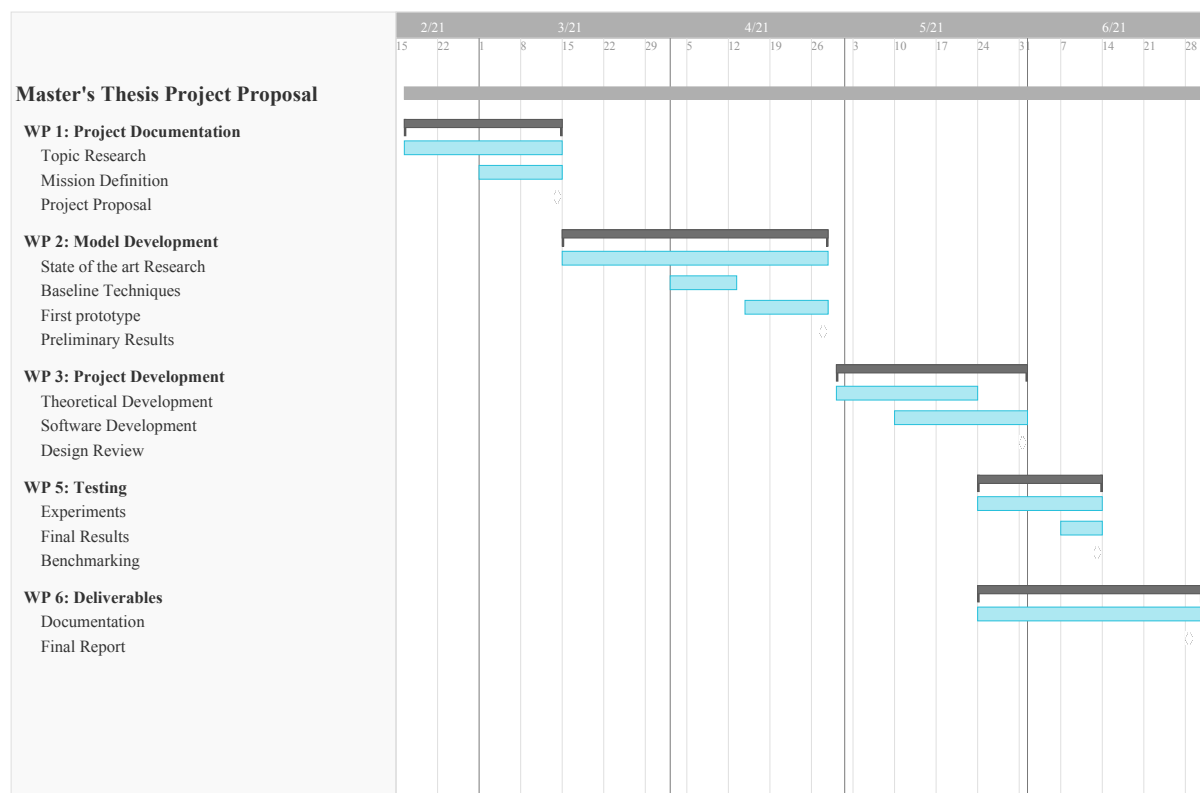 2/21 3/21 4/21 5/21 6/21
15 22 1 8 15 22 29 5 12 19 26 3 10 17 24 31 7 14 21 28
Master's Thesis Project Proposal
WP 1: Project Documentation
Topic Research
Mission Definition
Project Proposal
WP 2: Model Development
State of the art Research
Baseline Techniques
First prototype
Preliminary Results
WP 3: Project Development
Theoretical Development
Software Development
Design Review
WP 5: Testing
Experiments
Final Results
Benchmarking
WP 6: Deliverables
Documentation
Final Report